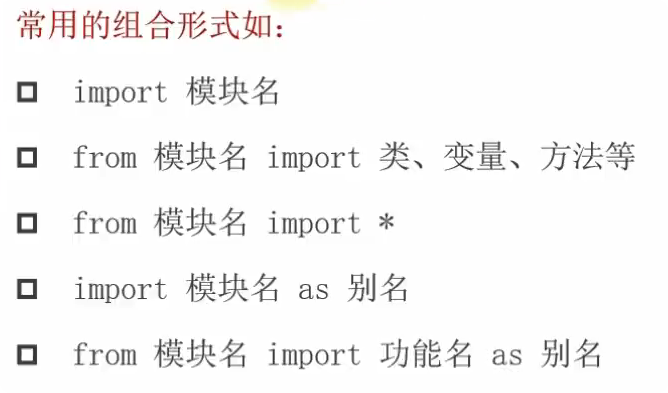 常用的组合形式如:
import 模块名
from 模块名 import 类、变量、方法等
from 模块名 import *
import 模块名 as 别名
from 模块名 import 功能名 as 别名